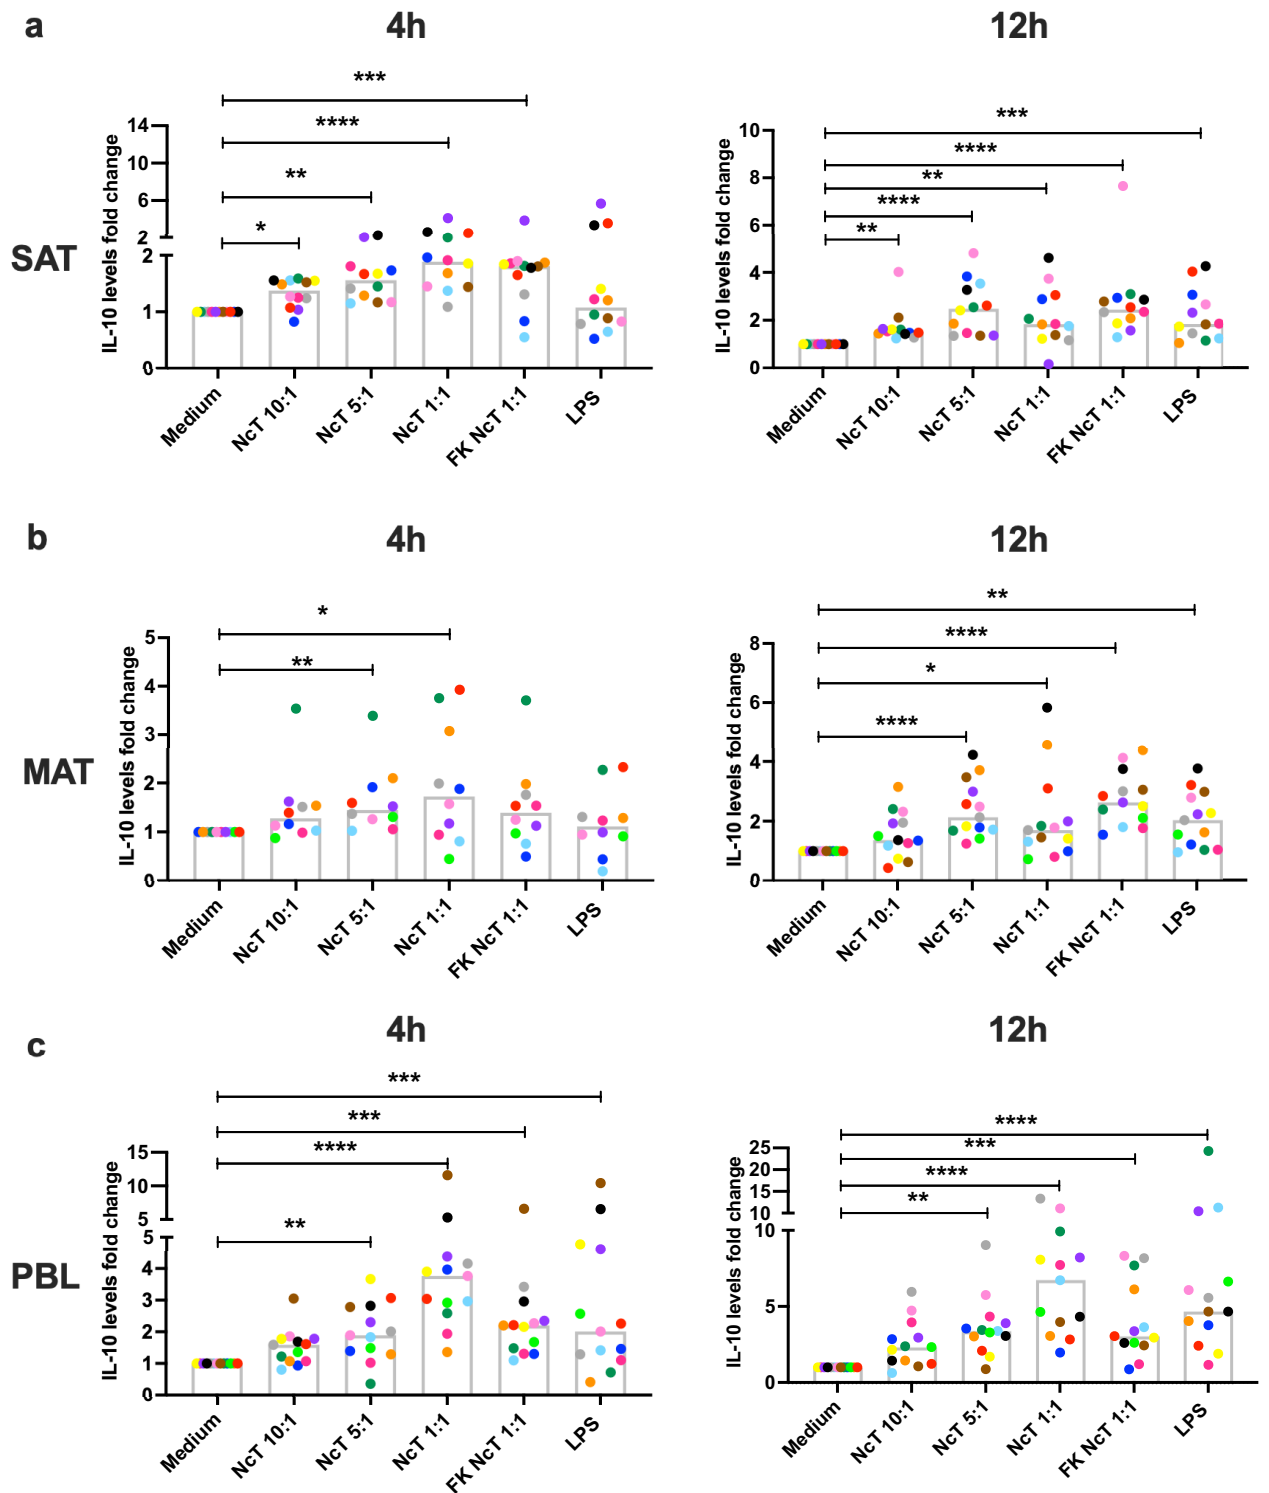 a
4h
12h
SAT
IL-10 levels fold change
14
10
6
2
2
1
0
***
****
**
*
Medium
NcT 10:1
NcT 5:1
NcT 1:1
FK NcT 1:1
LPS
IL-10 levels fold change
10
8
6
4
2
0
***
****
**
****
**
Medium
NcT 10:1
NcT 5:1
NcT 1:1
FK NcT 1:1
LPS
b
4h
12h
MAT
IL-10 levels fold change
5
4
3
2
1
0
*
**
Medium
NcT 10:1
NcT 5:1
NcT 1:1
FK NcT 1:1
LPS
IL-10 levels fold change
8
6
4
2
0
**
****
*
****
Medium
NcT 10:1
NcT 5:1
NcT 1:1
FK NcT 1:1
LPS
c
4h
12h
PBL
IL-10 levels fold change
15
10
5
5
4
3
2
1
0
***
***
****
**
Medium
NcT 10:1
NcT 5:1
NcT 1:1
FK NcT 1:1
LPS
IL-10 levels fold change
25
20
15
10
10
5
0
****
***
****
**
Medium
NcT 10:1
NcT 5:1
NcT 1:1
FK NcT 1:1
LPS